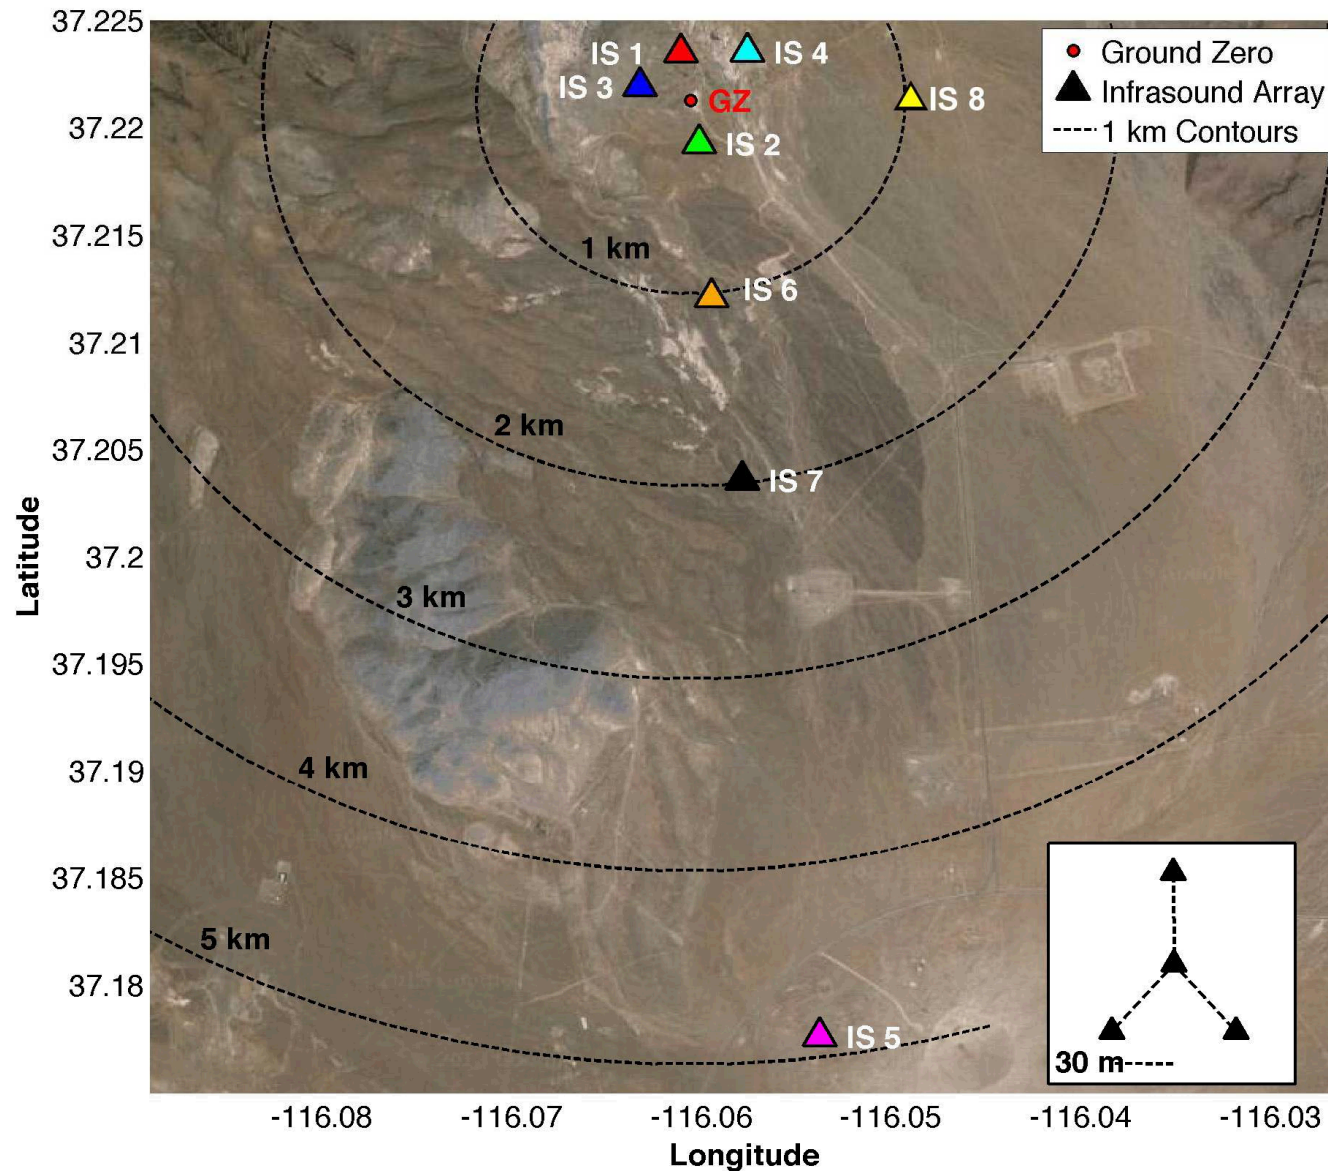 37.225
37.22
37.215
37.21
37.205
37.2
37.195
37.19
37.185
37.18
Latitude
IS 1
IS 4
IS 3
GZ
IS 8
IS 2
1 km
IS 6
2 km
IS 7
3 km
4 km
5 km
IS 5
Ground Zero
Infrasound Array
1 km Contours
30 m
-116.08
-116.07
-116.06
-116.05
-116.04
-116.03
Longitude